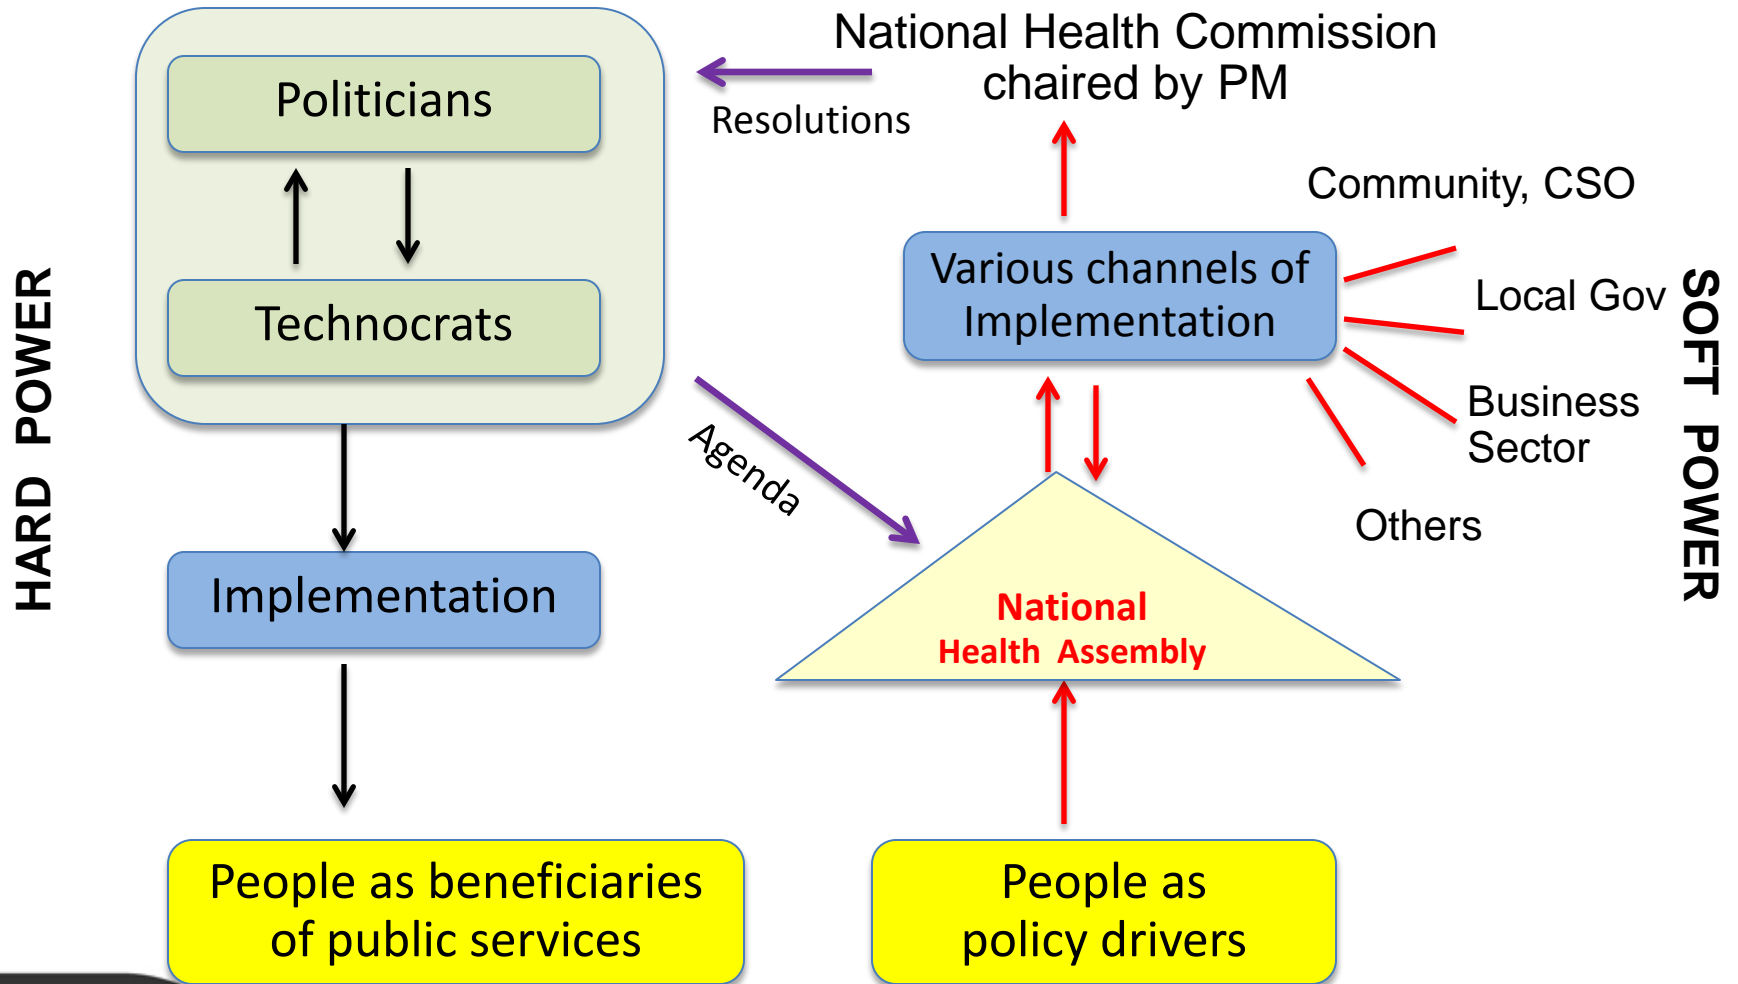 HARD POWER
Politicians
Technocrats
Implementation
People as beneficiaries
of public services
National Health Commission
chaired by PM
Resolutions
Agenda
Various channels of
Implementation
Community, CSO
Local Gov
Business
Sector
Others
National
Health Assembly
People as
policy drivers
SOFT POWER